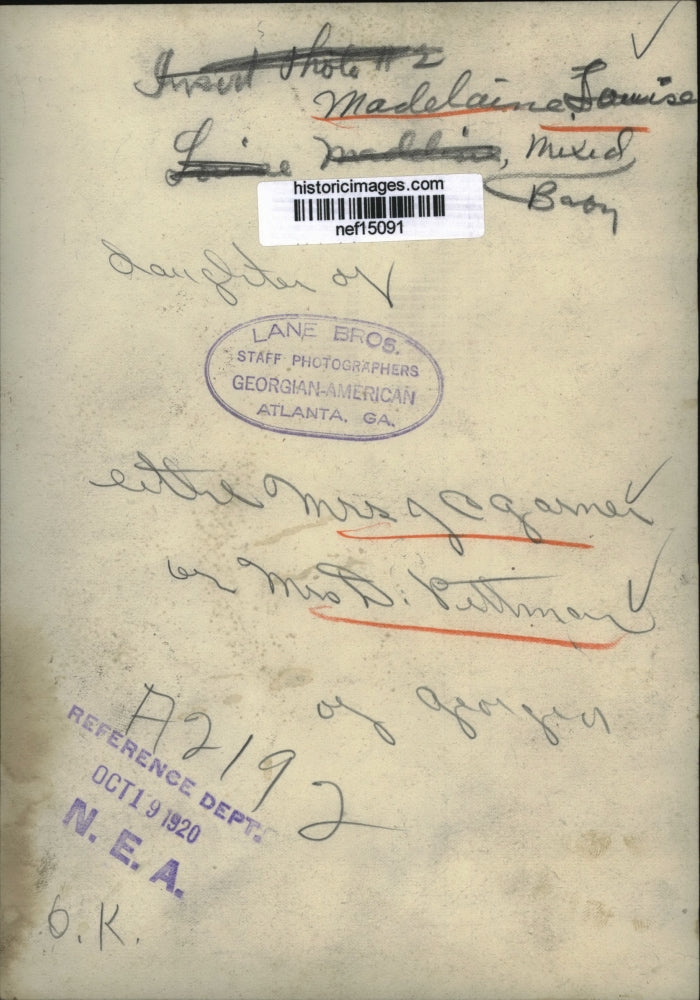 Insert Photo # 2
Madelaine Louise
Louise Madeline, Mixed
Baby
historicimages.com
nef15091
daughter of
LANE BROS.
STAFF PHOTOGRAPHERS
GEORGIAN-AMERICAN
ATLANTA, GA.
either Mrs J C Garner
or Mrs D. Pittman
of Georgia
A2192
REFERENCE DEPT.
OCT 19 1920
N. E. A.
O.K.